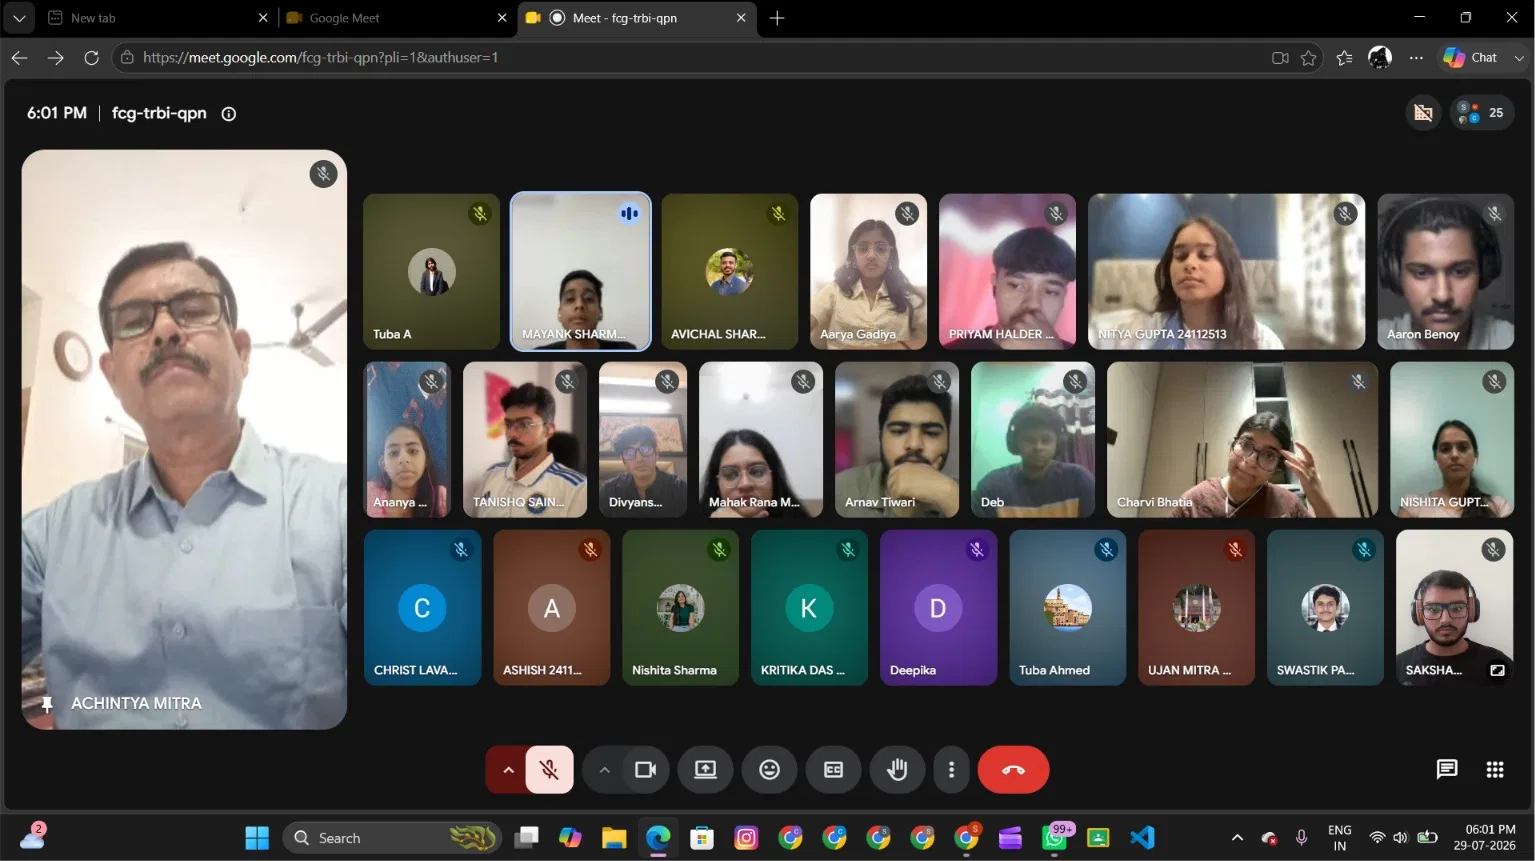 New tab
Google Meet
Meet - fcg-trbi-qpn
https://meet.google.com/fcg-trbi-qpn?pli=1&authuser=1
Chat
6:01 PM | fcg-trbi-qpn
S
C
25
ACHINTYA MITRA
Tuba A
MAYANK SHARM...
AVICHAL SHAR...
Aarya Gadiya
PRIYAM HALDER ...
NITYA GUPTA 24112513
Aaron Benoy
Ananya ...
TANISHQ SAIN...
Divyans...
Mahak Rana M...
Arnav Tiwari
Deb
Charvi Bhatia
NISHITA GUPT...
C
CHRIST LAVA...
A
ASHISH 2411...
Nishita Sharma
K
KRITIKA DAS ...
D
Deepika
Tuba Ahmed
UJAN MITRA ...
SWASTIK PA...
SAKSHA...
CC
2
Search
C
C
S
S
S
99+
ENG
IN
06:01 PM
29-07-2026